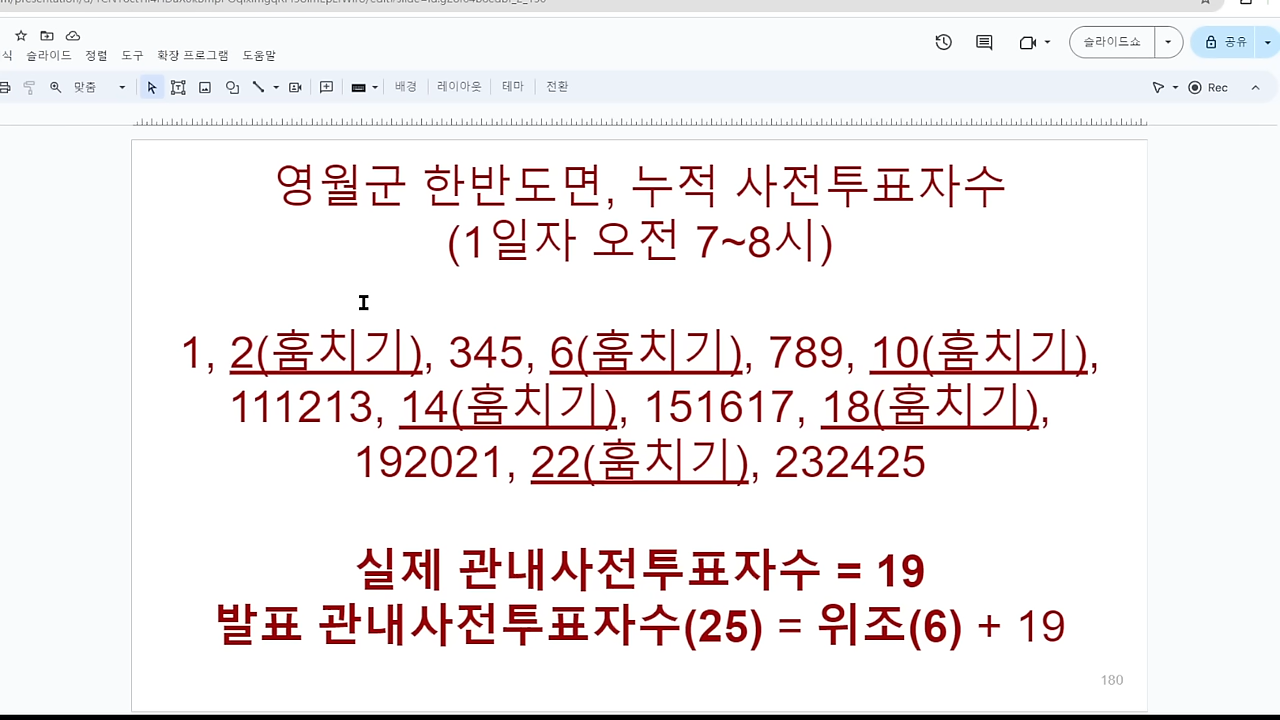 식 슬라이드 정렬 도구 확장 프로그램 도움말
슬라이드쇼
공유
맞춤
배경 레이아웃 테마 전환
Rec
영월군 한반도면, 누적 사전투표자수
(1일자 오전 7~8시)
1, 2(훔치기), 345, 6(훔치기), 789, 10(훔치기),
111213, 14(훔치기), 151617, 18(훔치기),
192021, 22(훔치기), 232425
실제 관내사전투표자수 = 19
발표 관내사전투표자수(25) = 위조(6) + 19
180